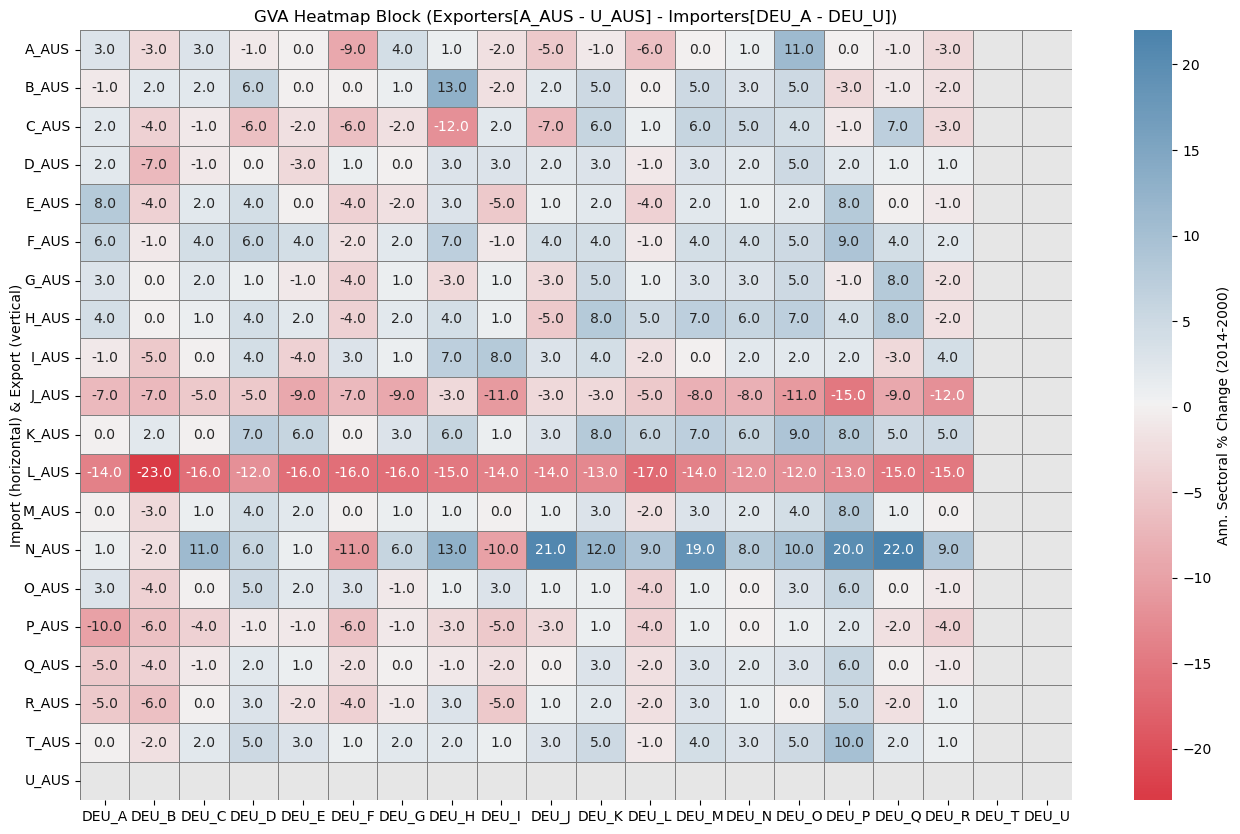 GVA Heatmap Block (Exporters[A_AUS - U_AUS] - Importers[DEU_A - DEU_U])
Import (horizontal) & Export (vertical)
A_AUS 3.0 -3.0 3.0 -1.0 0.0 -9.0 4.0 1.0 -2.0 -5.0 -1.0 -6.0 0.0 1.0 11.0 0.0 -1.0 -3.0
B_AUS -1.0 2.0 2.0 6.0 0.0 0.0 1.0 13.0 -2.0 2.0 5.0 0.0 5.0 3.0 5.0 -3.0 -1.0 -2.0
C_AUS 2.0 -4.0 -1.0 -6.0 -2.0 -6.0 -2.0 -12.0 2.0 -7.0 6.0 1.0 6.0 5.0 4.0 -1.0 7.0 -3.0
D_AUS 2.0 -7.0 -1.0 0.0 -3.0 1.0 0.0 3.0 3.0 2.0 3.0 -1.0 3.0 2.0 5.0 2.0 1.0 1.0
E_AUS 8.0 -4.0 2.0 4.0 0.0 -4.0 -2.0 3.0 -5.0 1.0 2.0 -4.0 2.0 1.0 2.0 8.0 0.0 -1.0
F_AUS 6.0 -1.0 4.0 6.0 4.0 -2.0 2.0 7.0 -1.0 4.0 4.0 -1.0 4.0 4.0 5.0 9.0 4.0 2.0
G_AUS 3.0 0.0 2.0 1.0 -1.0 -4.0 1.0 -3.0 1.0 -3.0 5.0 1.0 3.0 3.0 5.0 -1.0 8.0 -2.0
H_AUS 4.0 0.0 1.0 4.0 2.0 -4.0 2.0 4.0 1.0 -5.0 8.0 5.0 7.0 6.0 7.0 4.0 8.0 -2.0
I_AUS -1.0 -5.0 0.0 4.0 -4.0 3.0 1.0 7.0 8.0 3.0 4.0 -2.0 0.0 2.0 2.0 2.0 -3.0 4.0
J_AUS -7.0 -7.0 -5.0 -5.0 -9.0 -7.0 -9.0 -3.0 -11.0 -3.0 -3.0 -5.0 -8.0 -8.0 -11.0 -15.0 -9.0 -12.0
K_AUS 0.0 2.0 0.0 7.0 6.0 0.0 3.0 6.0 1.0 3.0 8.0 6.0 7.0 6.0 9.0 8.0 5.0 5.0
L_AUS -14.0 -23.0 -16.0 -12.0 -16.0 -16.0 -16.0 -15.0 -14.0 -14.0 -13.0 -17.0 -14.0 -12.0 -12.0 -13.0 -15.0 -15.0
M_AUS 0.0 -3.0 1.0 4.0 2.0 0.0 1.0 1.0 0.0 1.0 3.0 -2.0 3.0 2.0 4.0 8.0 1.0 0.0
N_AUS 1.0 -2.0 11.0 6.0 1.0 -11.0 6.0 13.0 -10.0 21.0 12.0 9.0 19.0 8.0 10.0 20.0 22.0 9.0
O_AUS 3.0 -4.0 0.0 5.0 2.0 3.0 -1.0 1.0 3.0 1.0 1.0 -4.0 1.0 0.0 3.0 6.0 0.0 -1.0
P_AUS -10.0 -6.0 -4.0 -1.0 -1.0 -6.0 -1.0 -3.0 -5.0 -3.0 1.0 -4.0 1.0 0.0 1.0 2.0 -2.0 -4.0
Q_AUS -5.0 -4.0 -1.0 2.0 1.0 -2.0 0.0 -1.0 -2.0 0.0 3.0 -2.0 3.0 2.0 3.0 6.0 0.0 -1.0
R_AUS -5.0 -6.0 0.0 3.0 -2.0 -4.0 -1.0 3.0 -5.0 1.0 2.0 -2.0 3.0 1.0 0.0 5.0 -2.0 1.0
T_AUS 0.0 -2.0 2.0 5.0 3.0 1.0 2.0 2.0 1.0 3.0 5.0 -1.0 4.0 3.0 5.0 10.0 2.0 1.0
U_AUS
DEU_A DEU_B DEU_C DEU_D DEU_E DEU_F DEU_G DEU_H DEU_I DEU_J DEU_K DEU_L DEU_M DEU_N DEU_O DEU_P DEU_Q DEU_R DEU_T DEU_U
20
15
10
5
0
−5
−10
−15
−20
Ann. Sectoral % Change (2014-2000)